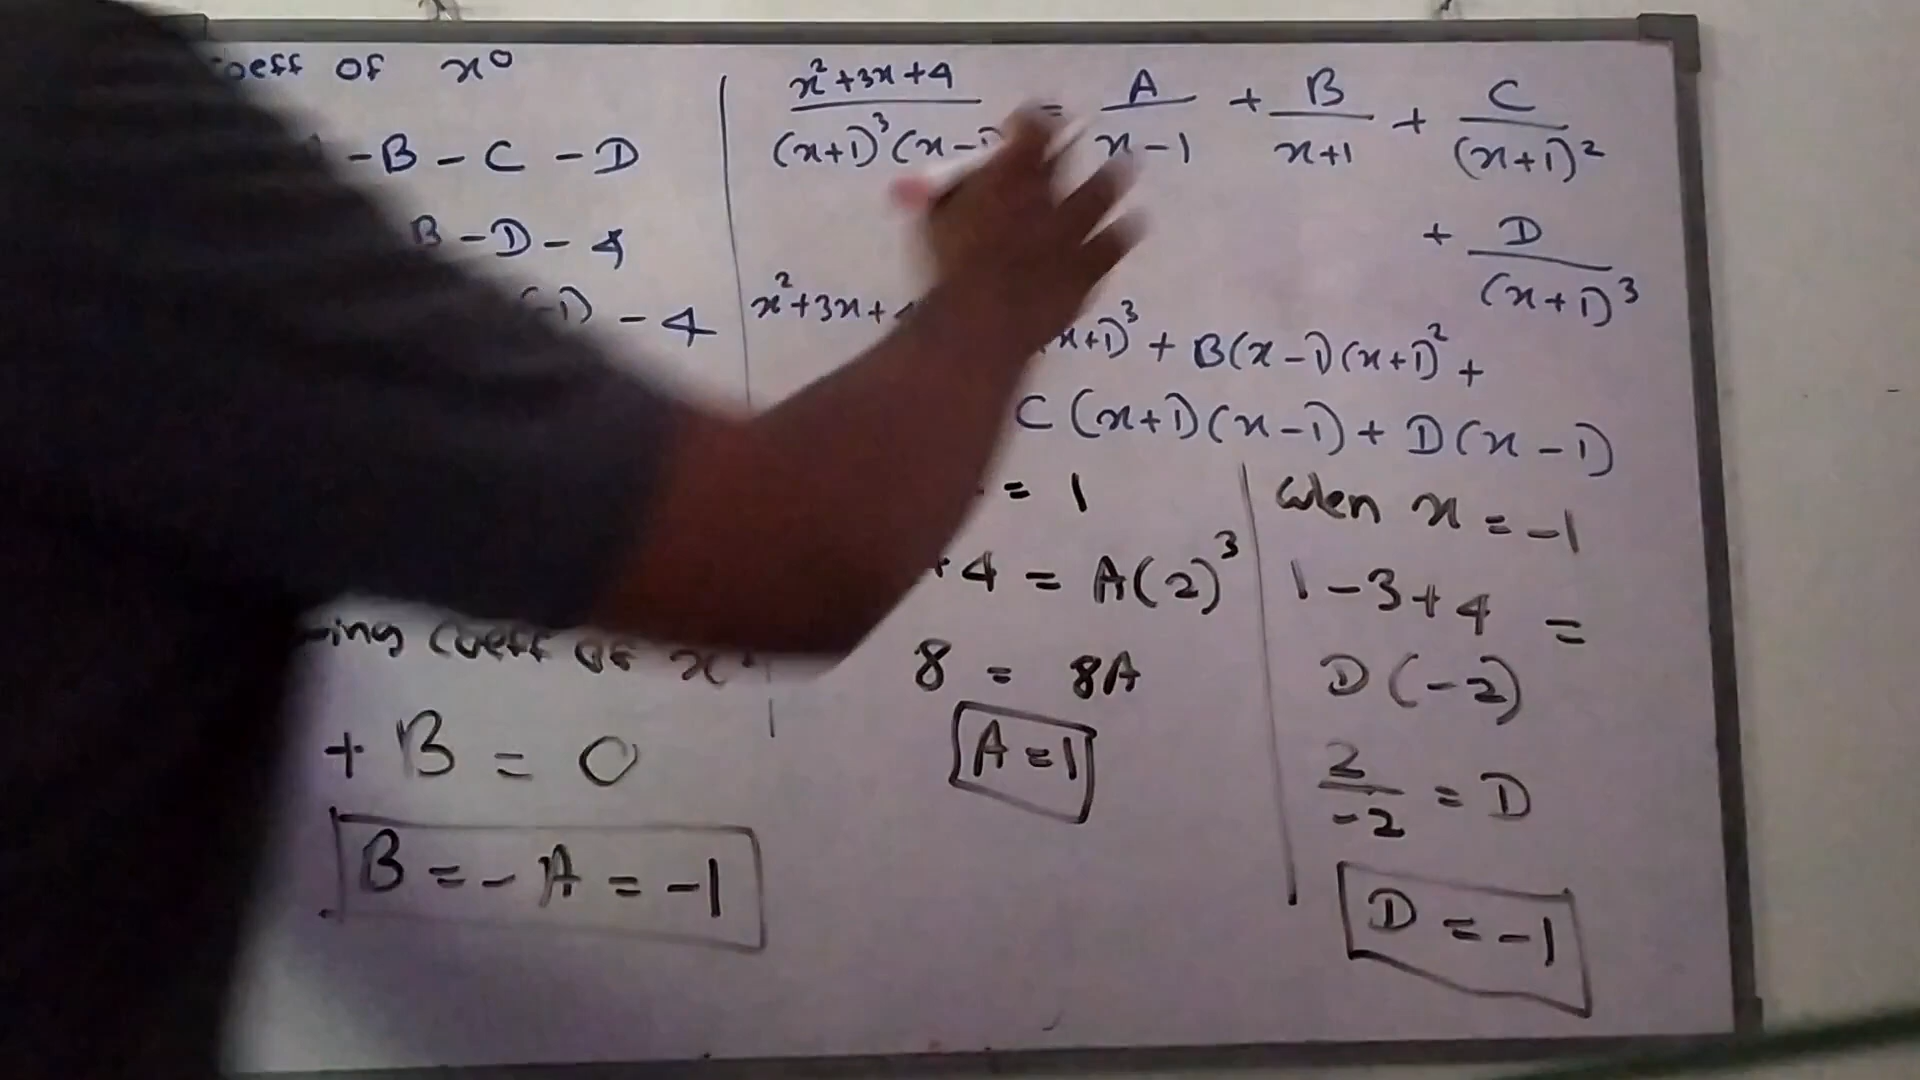 coeff of x⁰
-B - C - D
B - D - 4
- 4
coeff of x
+ B = 0
B = - A = -1
x²+3x+4 / (x+1)³(x-1) = A / x-1 + B / x+1 + C / (x+1)²
+ D / (x+1)³
x²+3x+
x+1)³ + B(x-1)(x+1)² +
C(x+1)(x-1) + D(x-1)
= 1
+4 = A(2)³
8 = 8A
A=1
when x = -1
1-3+4 =
D(-2)
2 / -2 = D
D = -1